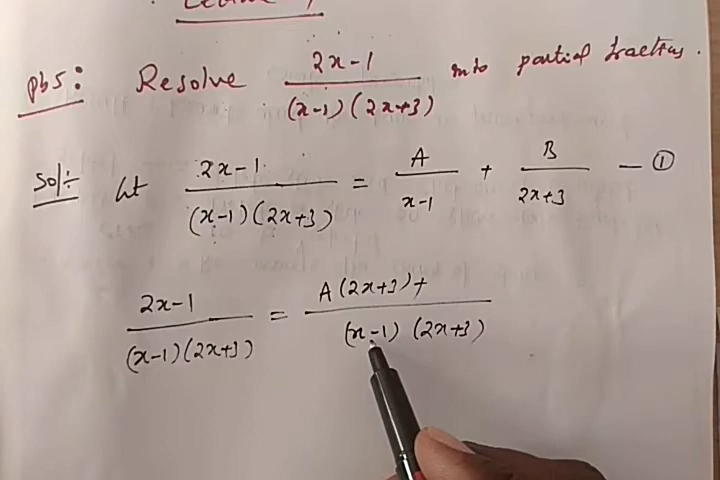 pb5: Resolve 2x-1 / (x-1)(2x+3) into partial fractions.
Sol÷ let 2x-1 / (x-1)(2x+3) = A / x-1 + B / 2x+3 — ①
2x-1 / (x-1)(2x+3) = A(2x+3)+ / (x-1)(2x+3)